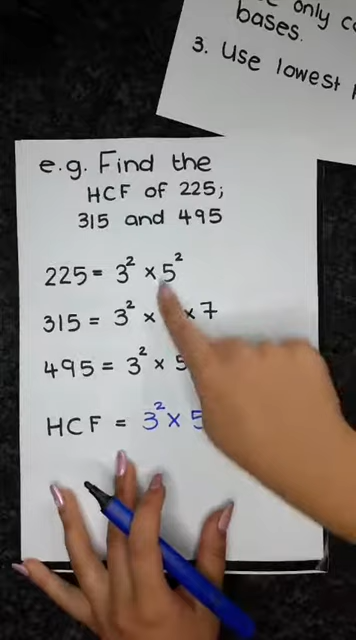 only
bases.
3. Use lowest
e.g. Find the
HCF of 225;
315 and 495
225 = 3² × 5²
315 = 3² × × 7
495 = 3² × 5
HCF = 3² × 5